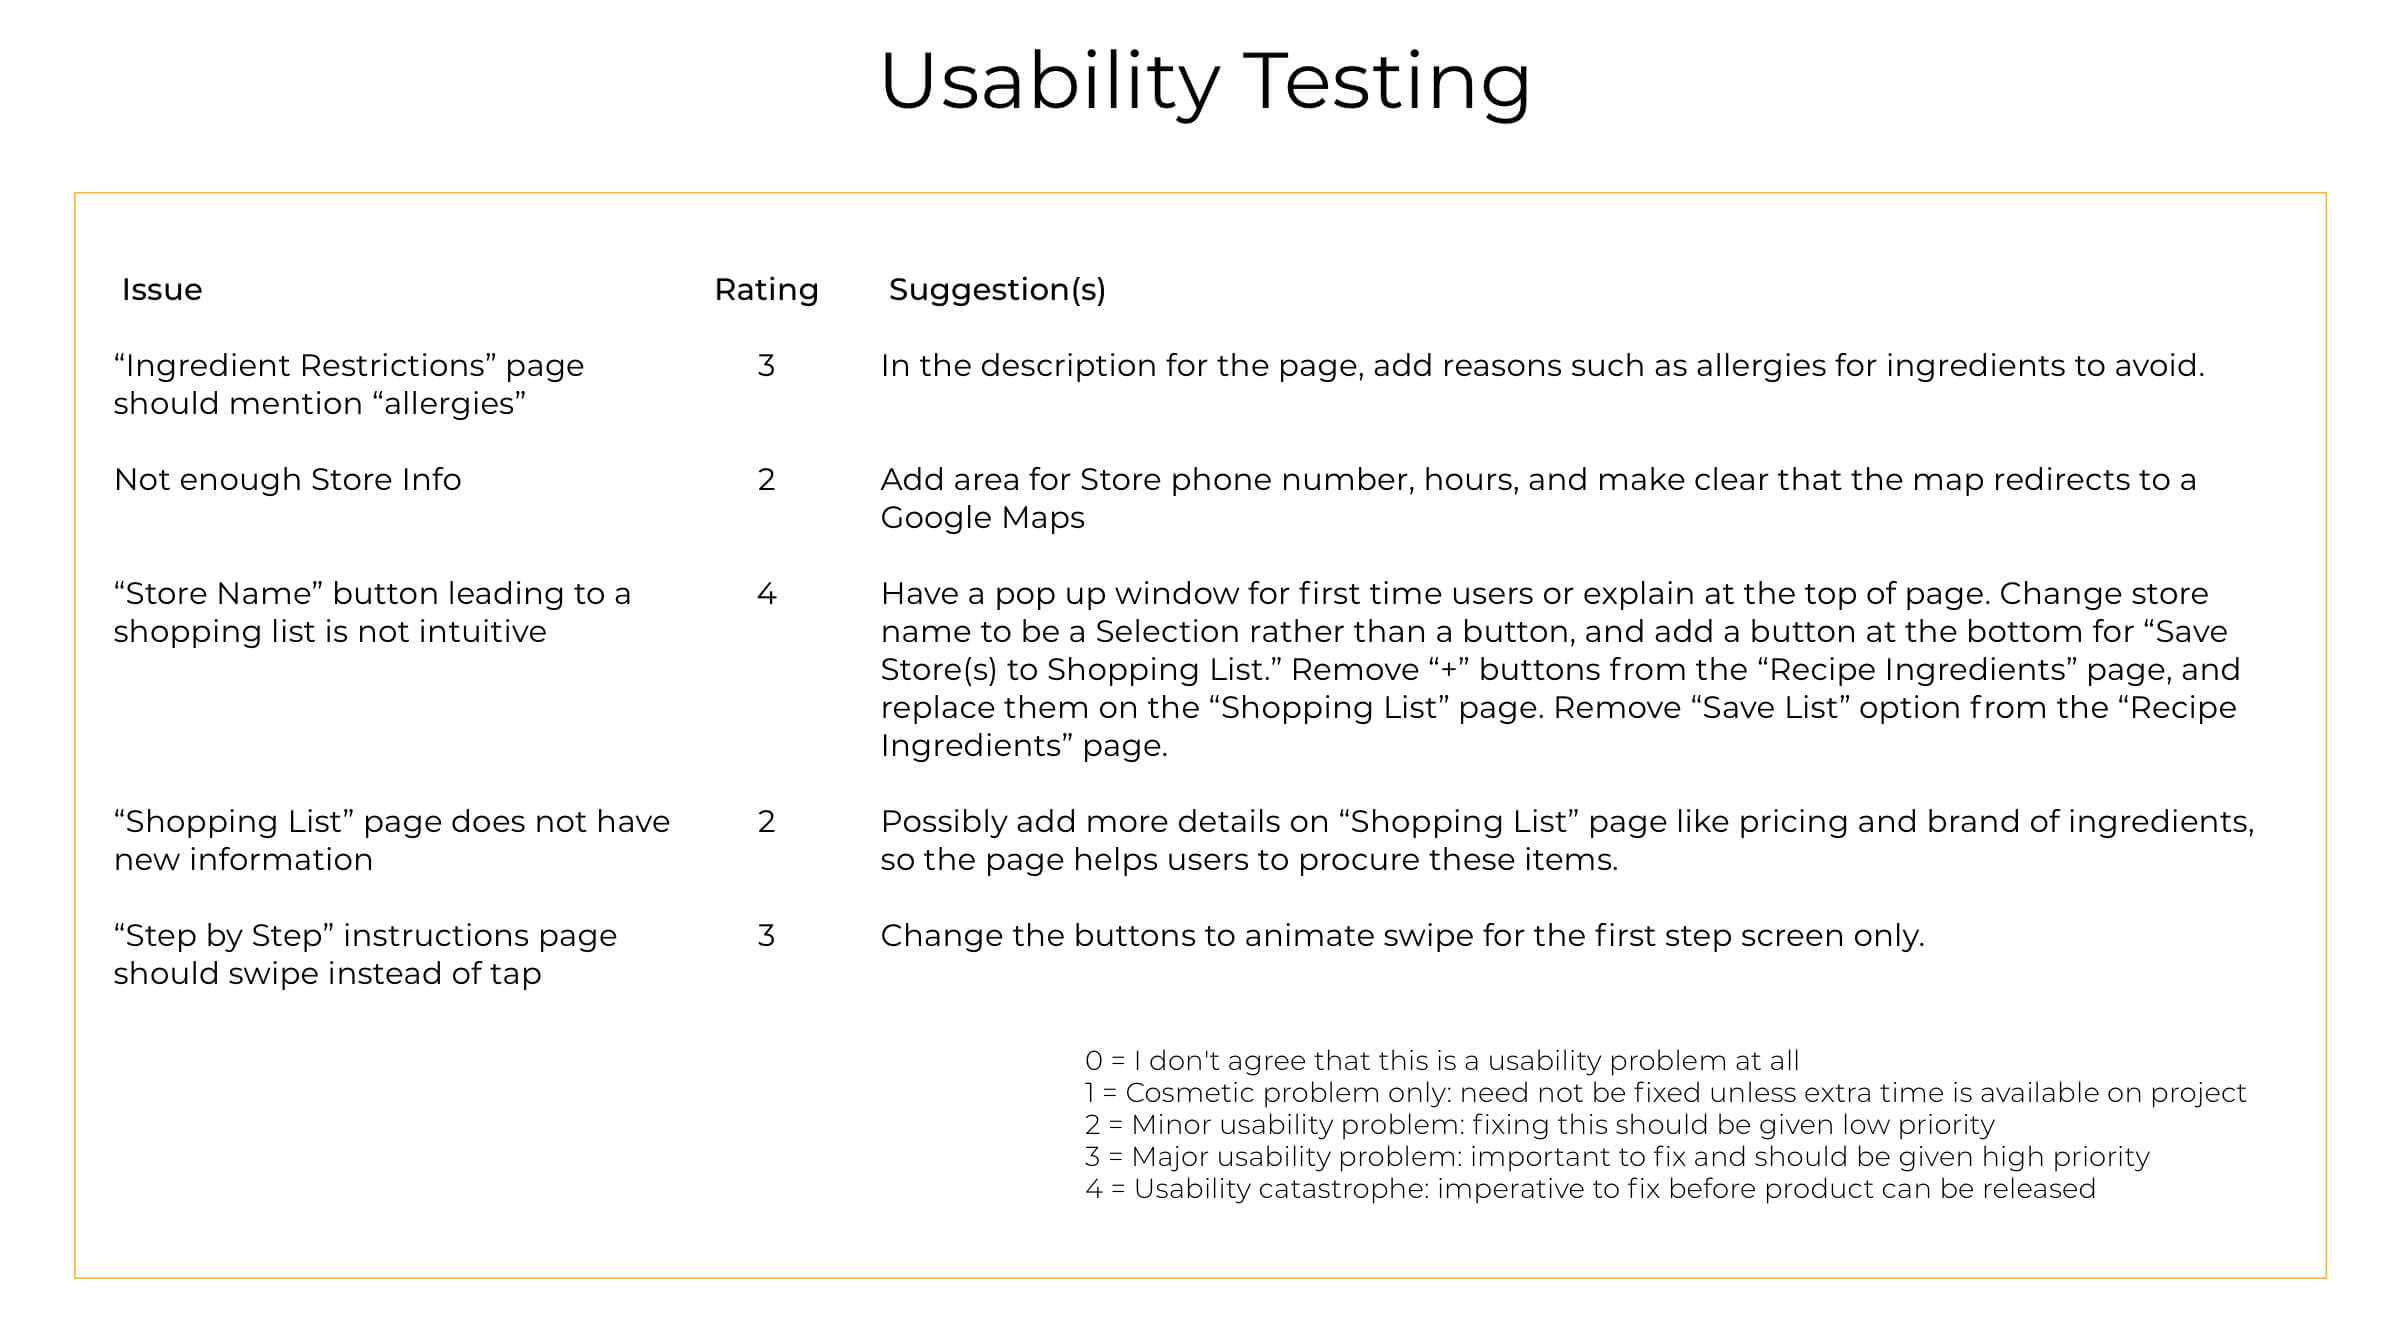 Usability Testing
Issue Rating Suggestion(s)
“Ingredient Restrictions” page 3 In the description for the page, add reasons such as allergies for ingredients to avoid.
should mention “allergies”
Not enough Store Info 2 Add area for Store phone number, hours, and make clear that the map redirects to a
Google Maps
“Store Name” button leading to a 4 Have a pop up window for first time users or explain at the top of page. Change store
shopping list is not intuitive name to be a Selection rather than a button, and add a button at the bottom for “Save
Store(s) to Shopping List.” Remove “+” buttons from the “Recipe Ingredients” page, and
replace them on the “Shopping List” page. Remove “Save List” option from the “Recipe
Ingredients” page.
“Shopping List” page does not have 2 Possibly add more details on “Shopping List” page like pricing and brand of ingredients,
new information so the page helps users to procure these items.
“Step by Step” instructions page 3 Change the buttons to animate swipe for the first step screen only.
should swipe instead of tap
0 = I don't agree that this is a usability problem at all
1 = Cosmetic problem only: need not be fixed unless extra time is available on project
2 = Minor usability problem: fixing this should be given low priority
3 = Major usability problem: important to fix and should be given high priority
4 = Usability catastrophe: imperative to fix before product can be released